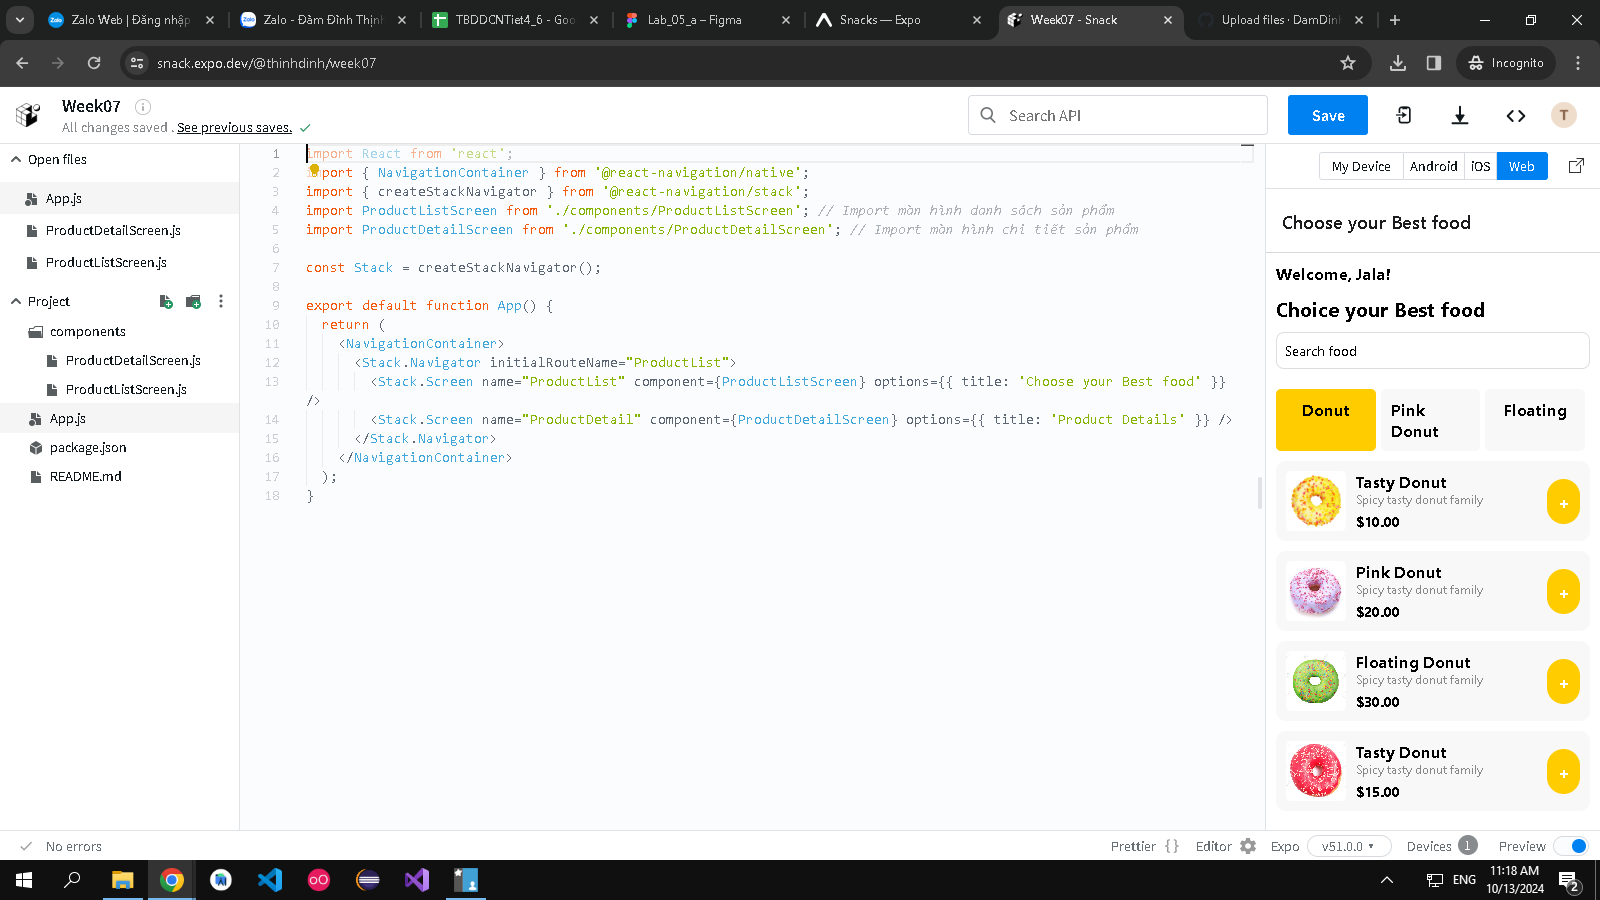 Zalo Web | Đăng nhập
Zalo - Đàm Đình Thịnh
TBDDCNTiet4_6 - Goo
Lab_05_a – Figma
Snacks — Expo
Week07 - Snack
Upload files · DamDinh
snack.expo.dev/@thinhdinh/week07
Incognito
Week07
All changes saved. See previous saves.
Search API
Save
T
Open files
App.js
ProductDetailScreen.js
ProductListScreen.js
Project
components
ProductDetailScreen.js
ProductListScreen.js
App.js
package.json
README.md
1 import React from 'react';
2 import { NavigationContainer } from '@react-navigation/native';
3 import { createStackNavigator } from '@react-navigation/stack';
4 import ProductListScreen from './components/ProductListScreen'; // Import màn hình danh sách sản phẩm
5 import ProductDetailScreen from './components/ProductDetailScreen'; // Import màn hình chi tiết sản phẩm
6
7 const Stack = createStackNavigator();
8
9 export default function App() {
10 return (
11 <NavigationContainer>
12 <Stack.Navigator initialRouteName="ProductList">
13 <Stack.Screen name="ProductList" component={ProductListScreen} options={{ title: 'Choose your Best food' }}
/>
14 <Stack.Screen name="ProductDetail" component={ProductDetailScreen} options={{ title: 'Product Details' }} />
15 </Stack.Navigator>
16 </NavigationContainer>
17 );
18 }
My Device
Android
iOS
Web
Choose your Best food
Welcome, Jala!
Choice your Best food
Search food
Donut
Pink
Donut
Floating
Tasty Donut
Spicy tasty donut family
$10.00
+
Pink Donut
Spicy tasty donut family
$20.00
+
Floating Donut
Spicy tasty donut family
$30.00
+
Tasty Donut
Spicy tasty donut family
$15.00
+
No errors
Prettier { }
Editor
Expo
v51.0.0
Devices 1
Preview
ENG
11:18 AM
10/13/2024
2